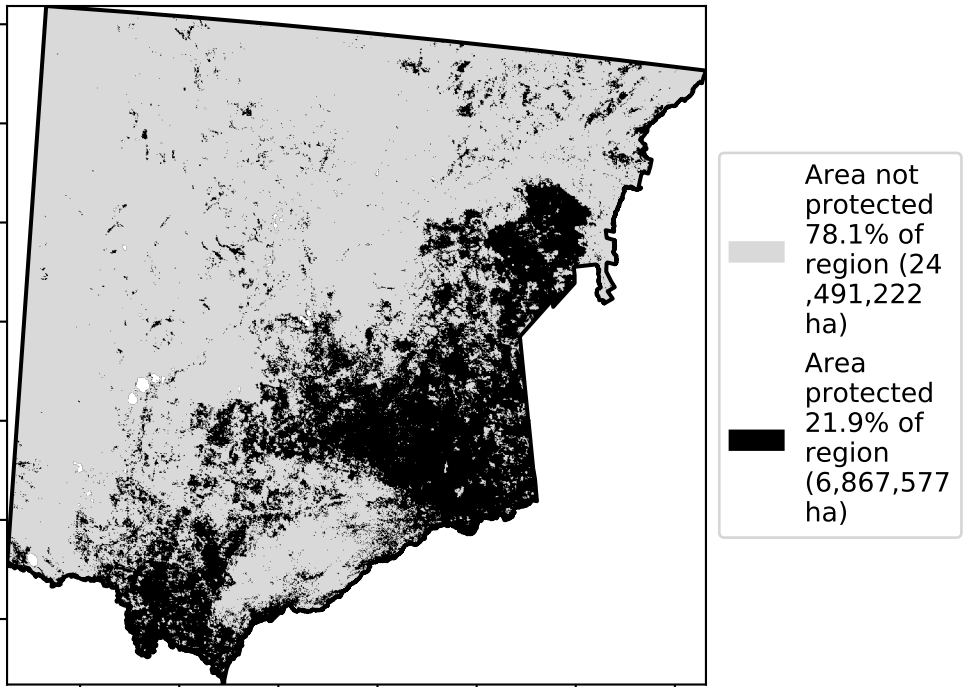 Area not
protected
78.1% of
region (24
,491,222
ha)
Area
protected
21.9% of
region
(6,867,577
ha)